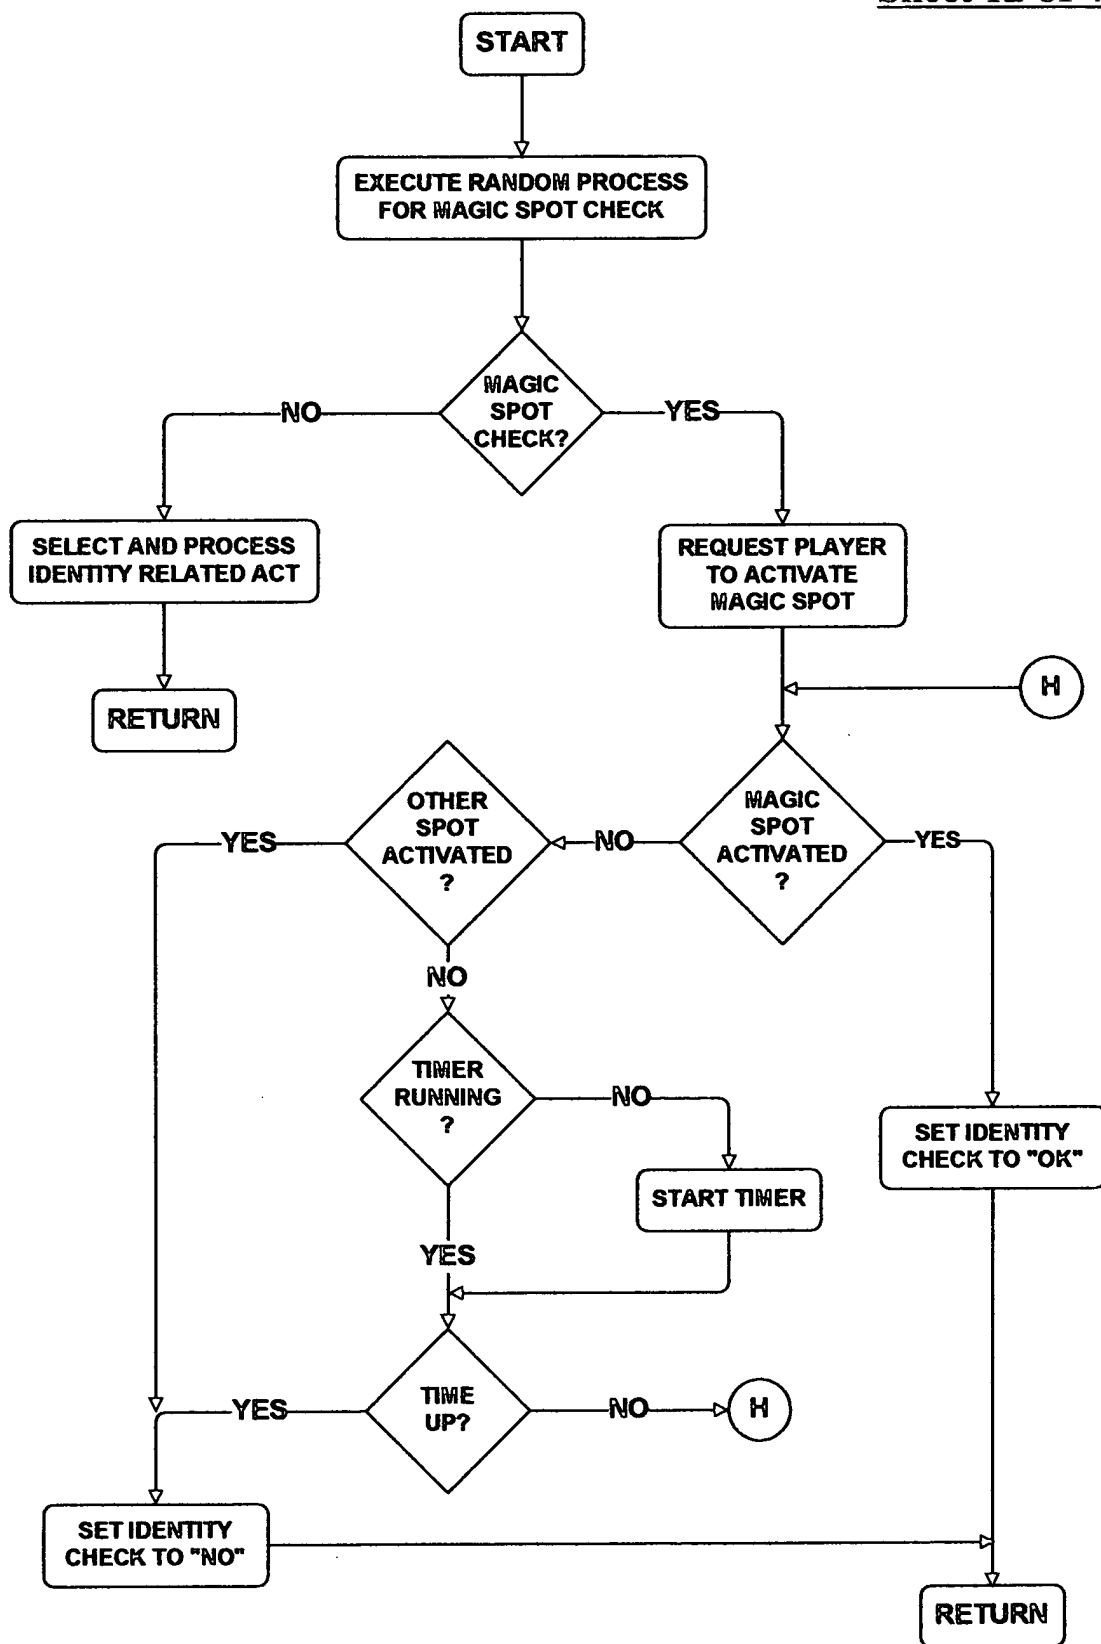 START
EXECUTE RANDOM PROCESS
FOR MAGIC SPOT CHECK
MAGIC
SPOT
CHECK?
NO
YES
SELECT AND PROCESS
IDENTITY RELATED ACT
REQUEST PLAYER
TO ACTIVATE
MAGIC SPOT
RETURN
H
OTHER
SPOT
ACTIVATED
?
MAGIC
SPOT
ACTIVATED
?
YES
NO
YES
NO
TIMER
RUNNING
?
NO
SET IDENTITY
CHECK TO "OK"
START TIMER
YES
TIME
UP?
YES
NO
H
SET IDENTITY
CHECK TO "NO"
RETURN